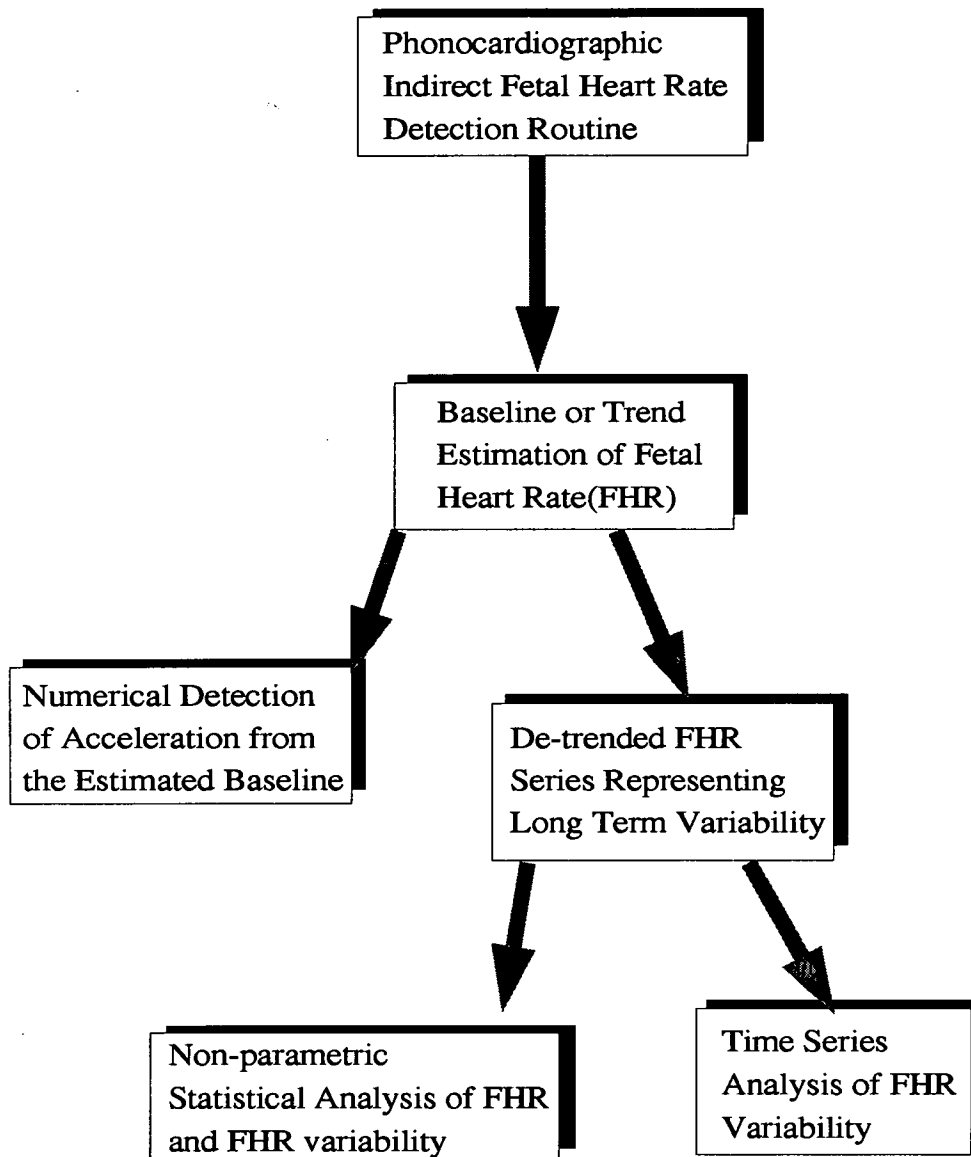 Phonocardiographic
Indirect Fetal Heart Rate
Detection Routine
Baseline or Trend
Estimation of Fetal
Heart Rate(FHR)
Numerical Detection
of Acceleration from
the Estimated Baseline
De-trended FHR
Series Representing
Long Term Variability
Non-parametric
Statistical Analysis of FHR
and FHR variability
Time Series
Analysis of FHR
Variability